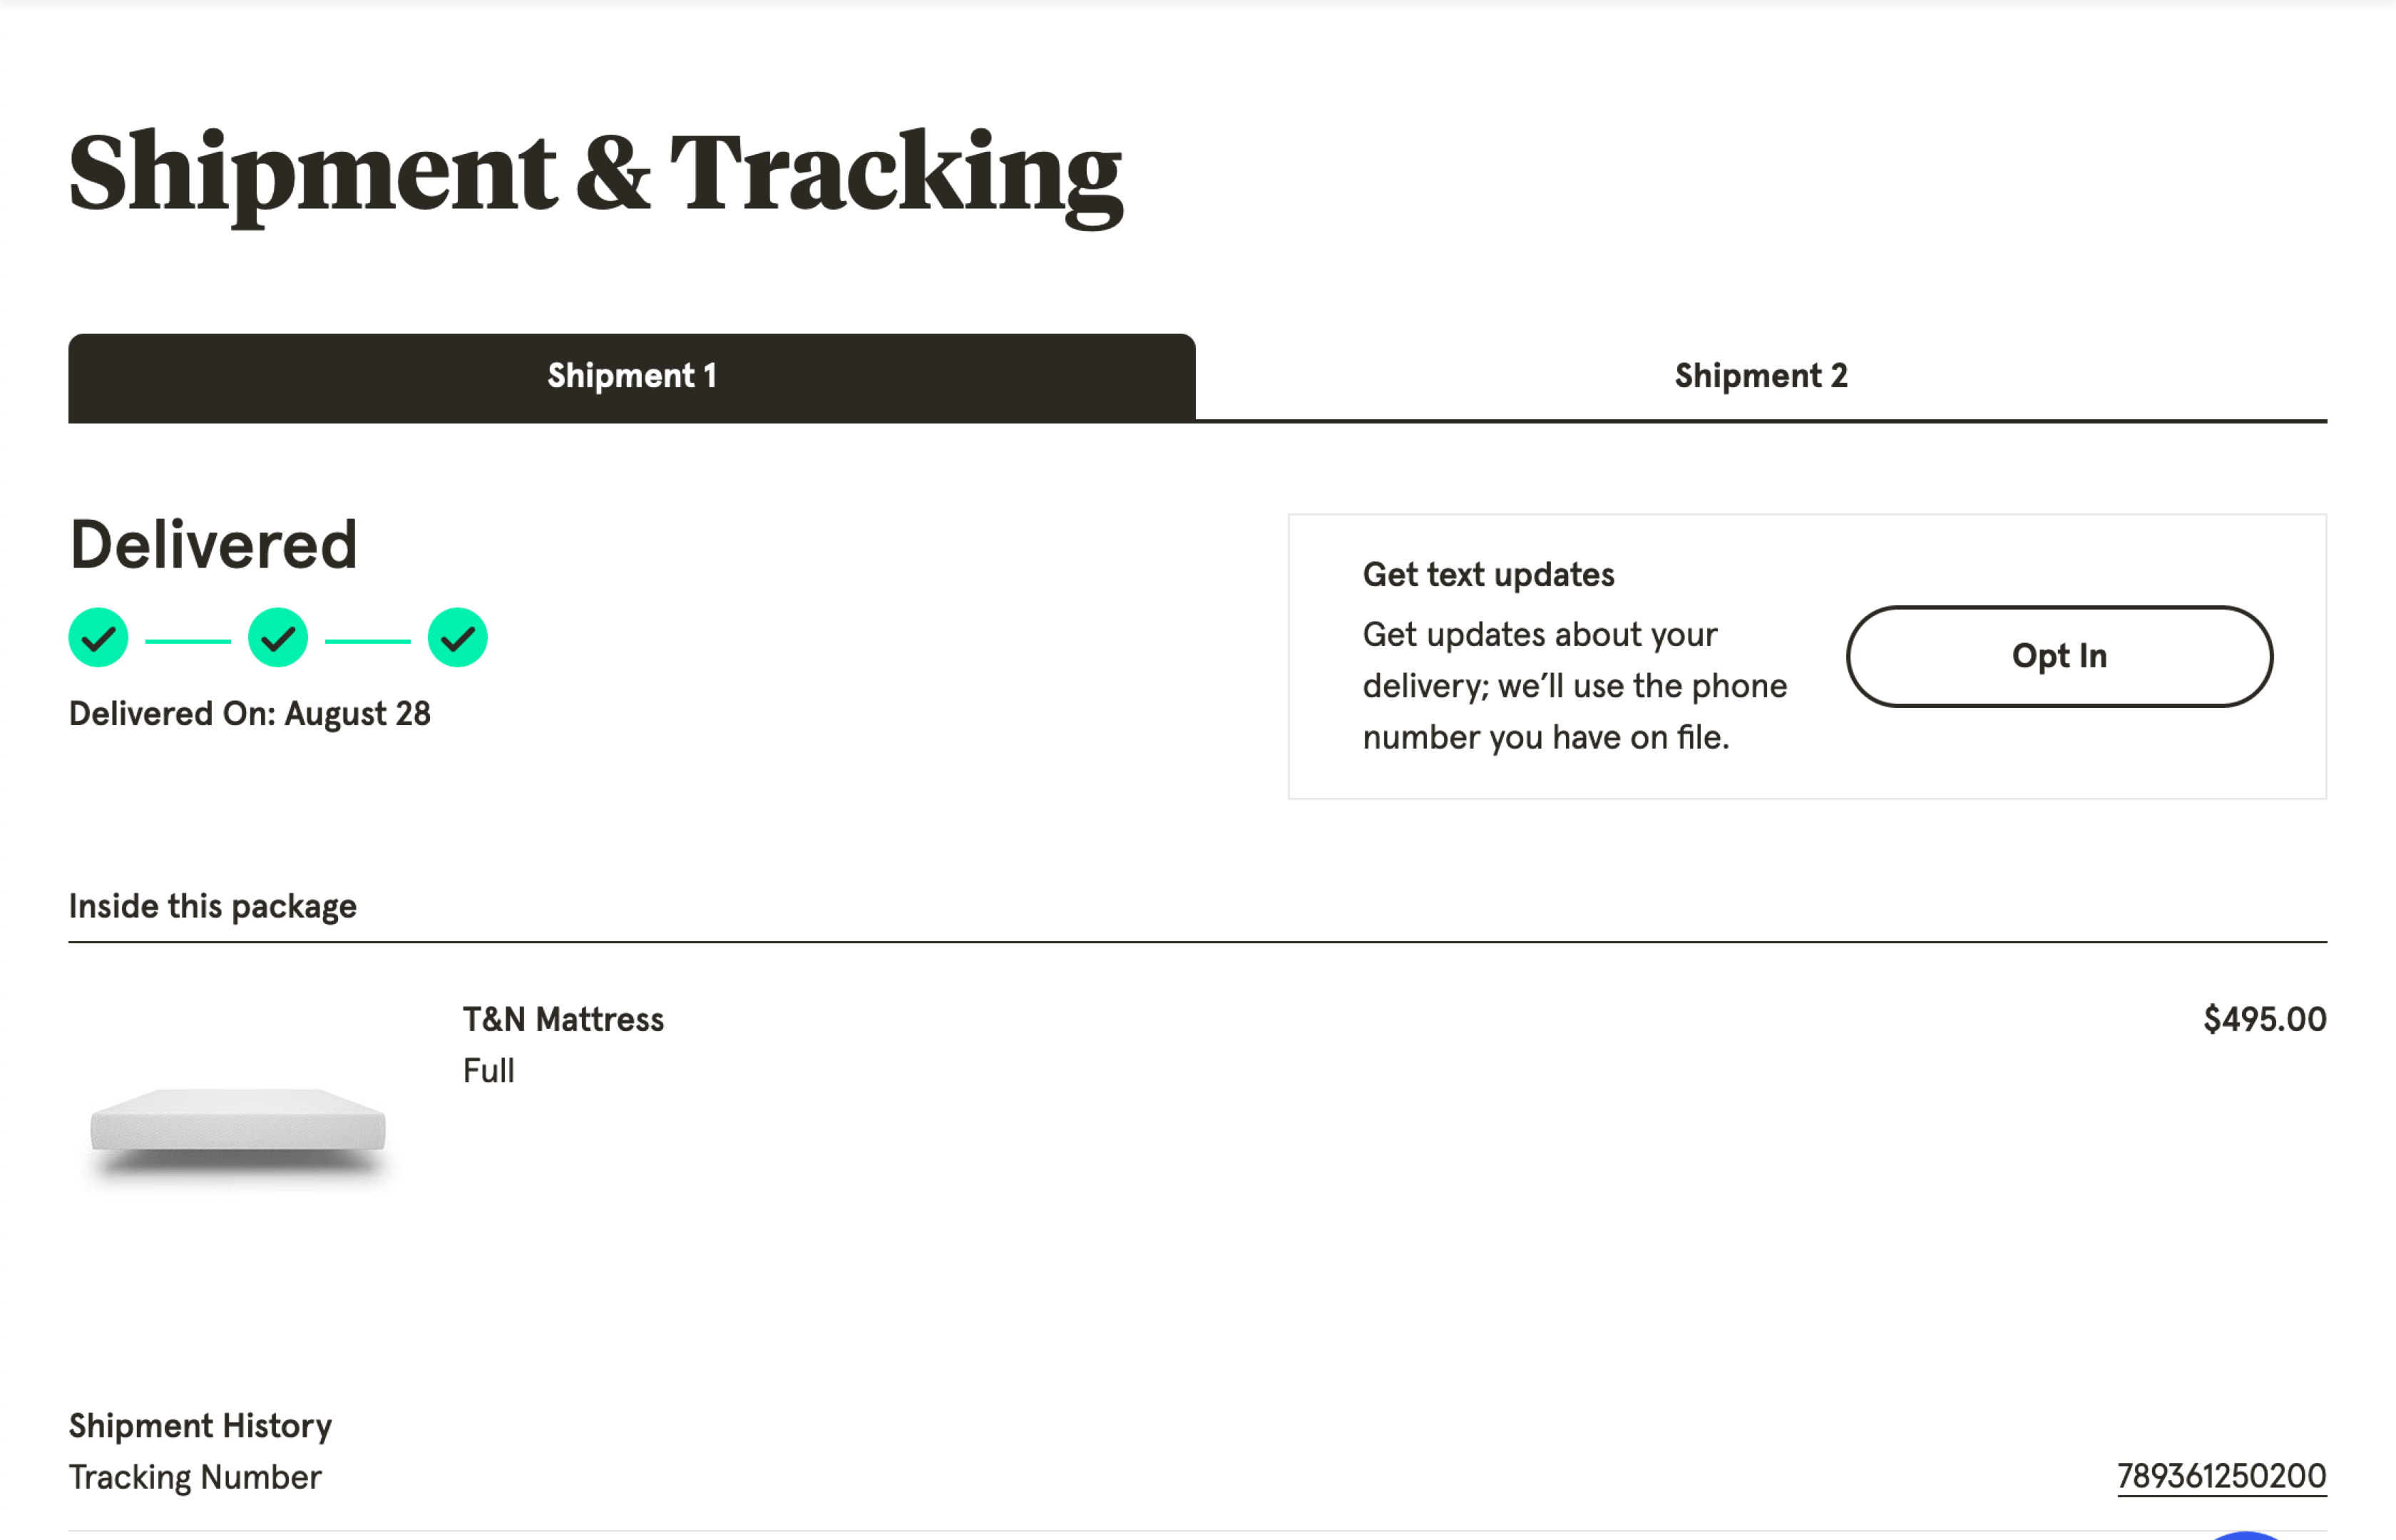 Shipment & Tracking
Shipment 1
Shipment 2
Delivered
Delivered On: August 28
Get text updates
Get updates about your
delivery; we’ll use the phone
number you have on file.
Opt In
Inside this package
T&N Mattress
$495.00
Full
Shipment History
Tracking Number
789361250200